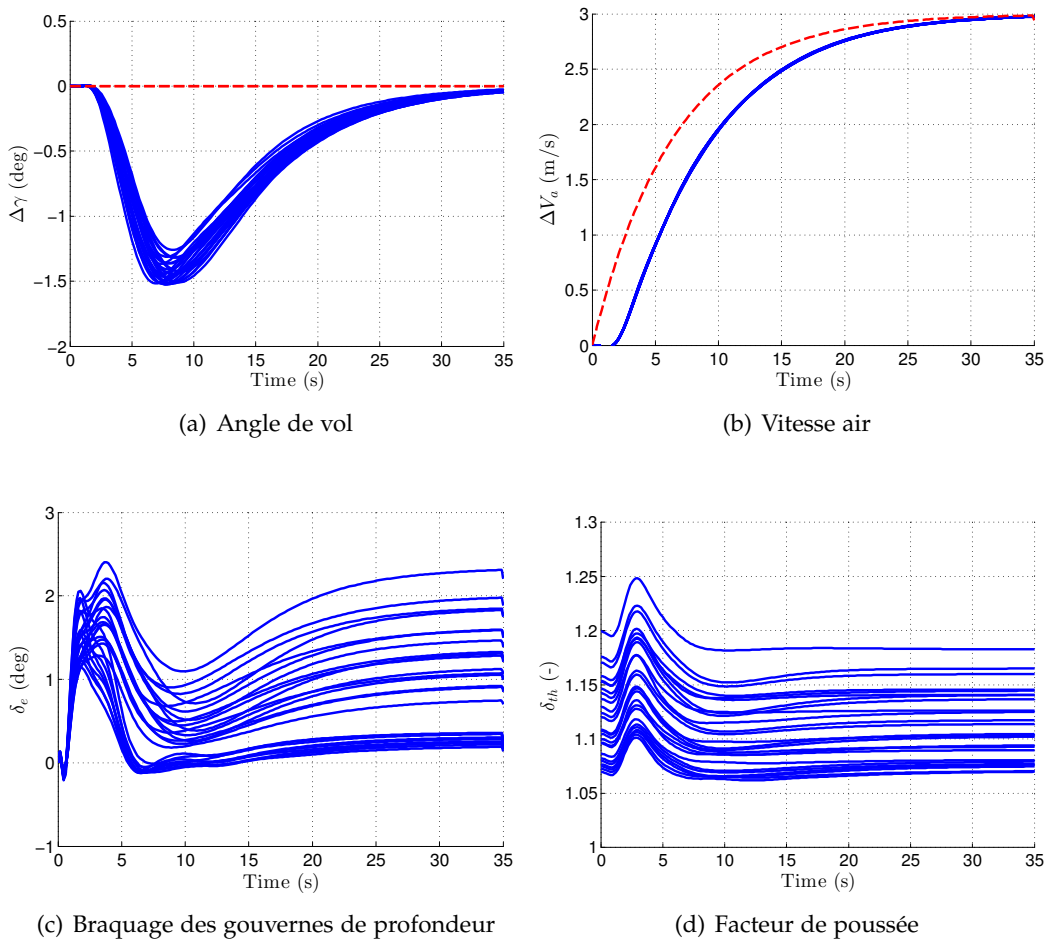 0.5
0
−0.5
−1
−1.5
−2
Δγ (deg)
0 5 10 15 20 25 30 35
Time (s)
(a) Angle de vol
3
2.5
2
1.5
1
0.5
0
ΔV_a (m/s)
0 5 10 15 20 25 30 35
Time (s)
(b) Vitesse air
3
2
1
0
−1
δ_e (deg)
0 5 10 15 20 25 30 35
Time (s)
(c) Braquage des gouvernes de profondeur
1.3
1.25
1.2
1.15
1.1
1.05
1
δ_th (-)
0 5 10 15 20 25 30 35
Time (s)
(d) Facteur de poussée